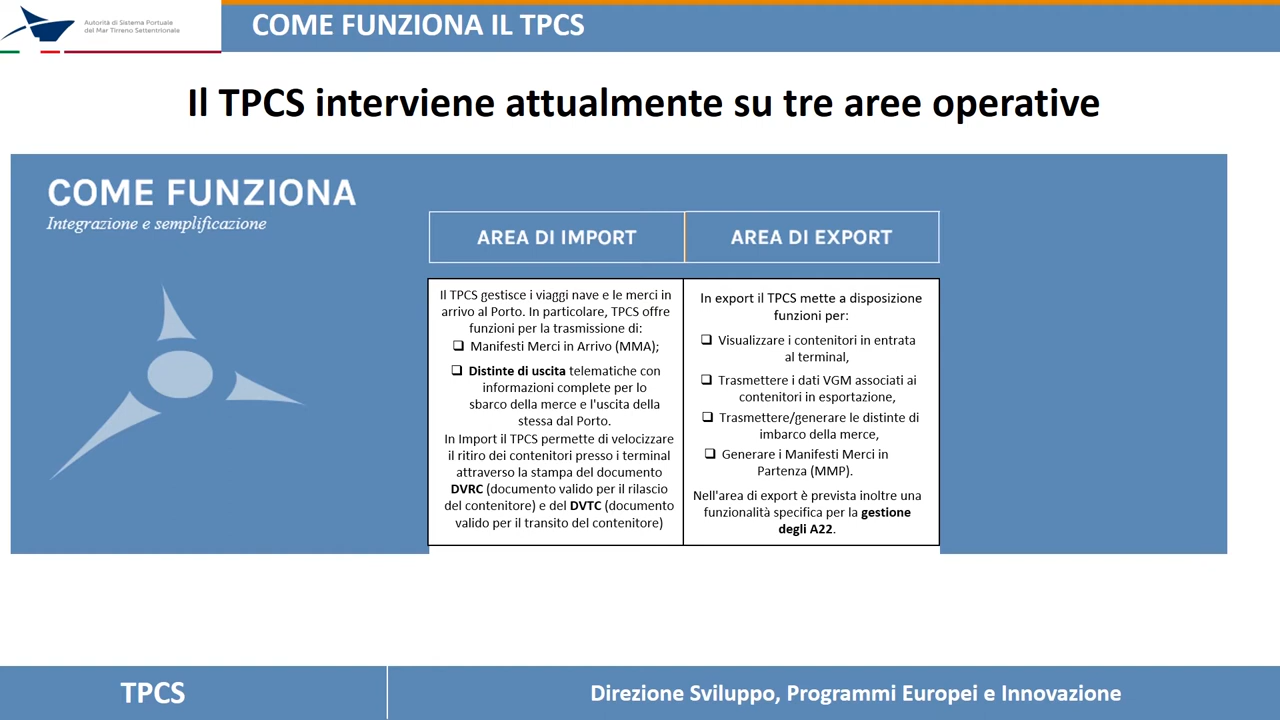 Autorità di Sistema Portuale
del Mar Tirreno Settentrionale
COME FUNZIONA IL TPCS
Il TPCS interviene attualmente su tre aree operative
COME FUNZIONA
Integrazione e semplificazione
AREA DI IMPORT
Il TPCS gestisce i viaggi nave e le merci in
arrivo al Porto. In particolare, TPCS offre
funzioni per la trasmissione di:
❑ Manifesti Merci in Arrivo (MMA);
❑ Distinte di uscita telematiche con
informazioni complete per lo
sbarco della merce e l'uscita della
stessa dal Porto.
In Import il TPCS permette di velocizzare
il ritiro dei contenitori presso i terminal
attraverso la stampa del documento
DVRC (documento valido per il rilascio
del contenitore) e del DVTC (documento
valido per il transito del contenitore)
AREA DI EXPORT
In export il TPCS mette a disposizione
funzioni per:
❑ Visualizzare i contenitori in entrata
al terminal,
❑ Trasmettere i dati VGM associati ai
contenitori in esportazione,
❑ Trasmettere/generare le distinte di
imbarco della merce,
❑ Generare i Manifesti Merci in
Partenza (MMP).
Nell'area di export è prevista inoltre una
funzionalità specifica per la gestione
degli A22.
TPCS
Direzione Sviluppo, Programmi Europei e Innovazione